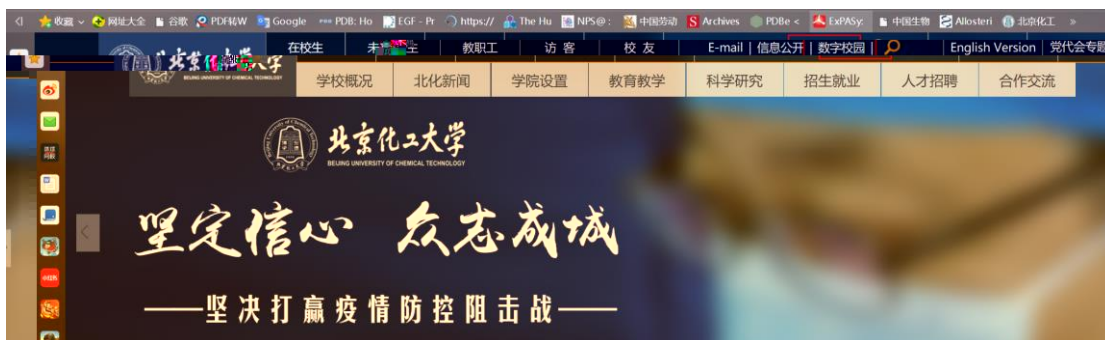 收藏 网址大全 谷歌 PDF转W Google PDB: Ho EGF - Pr https:// The Hu NPS@: 中国劳动 Archives PDBe < ExPASy: 中国生物 Allosteri 北京化工 »
在校生 教职工 访 客 校 友 E-mail | 信息公开 | 数字校园 | English Version 党代会专题
北京化工大学
BEIJING UNIVERSITY OF CHEMICAL TECHNOLOGY
学校概况 北化新闻 学院设置 教育教学 科学研究 招生就业 人才招聘 合作交流
北京化工大学
BEIJING UNIVERSITY OF CHEMICAL TECHNOLOGY
坚定信心 众志成城
——坚决打赢疫情防控阻击战——